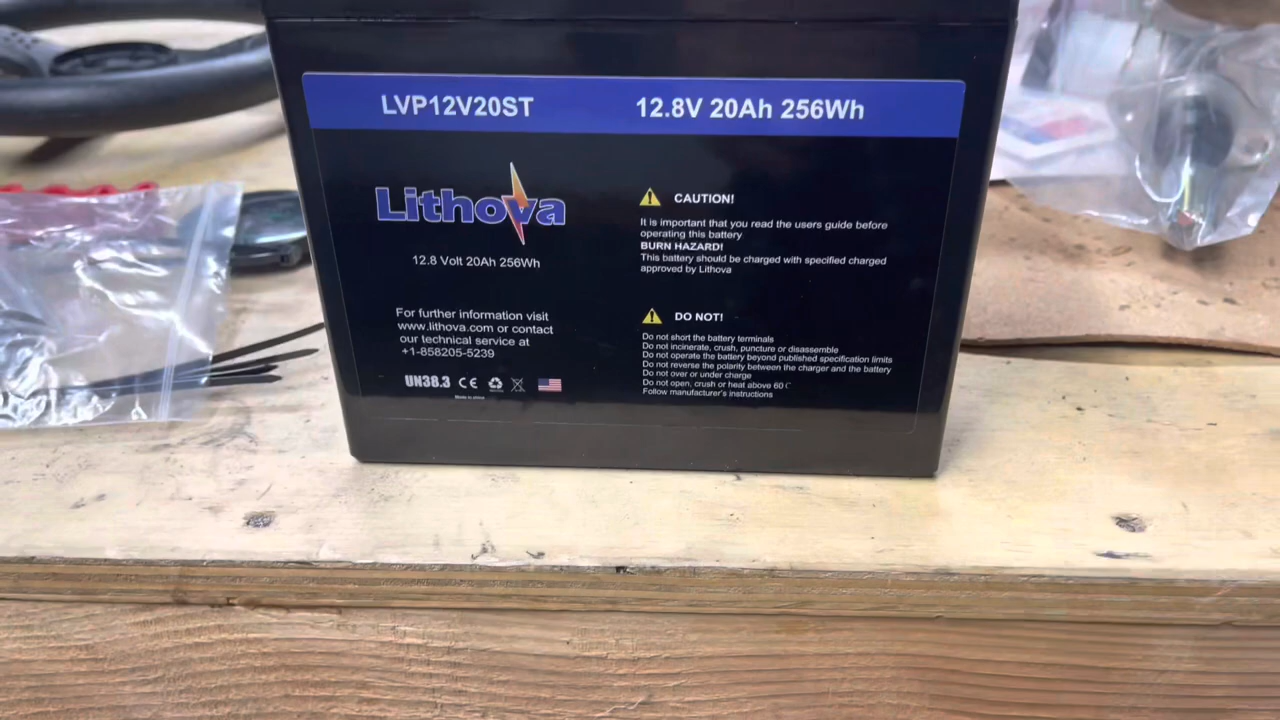 LVP12V20ST 12.8V 20Ah 256Wh
Lithova
12.8 Volt 20Ah 256Wh
For further information visit
www.lithova.com or contact
our technical service at
+1-858205-5239
UN38.3 CE
Made in china
CAUTION!
It is important that you read the users guide before
operating this battery
BURN HAZARD!
This battery should be charged with specified charged
approved by Lithova
DO NOT!
Do not short the battery terminals
Do not incinerate, crush, puncture or disassemble
Do not operate the battery beyond published specification limits
Do not reverse the polarity between the charger and the battery
Do not over or under charge
Do not open, crush or heat above 60 C
Follow manufacturer's instructions